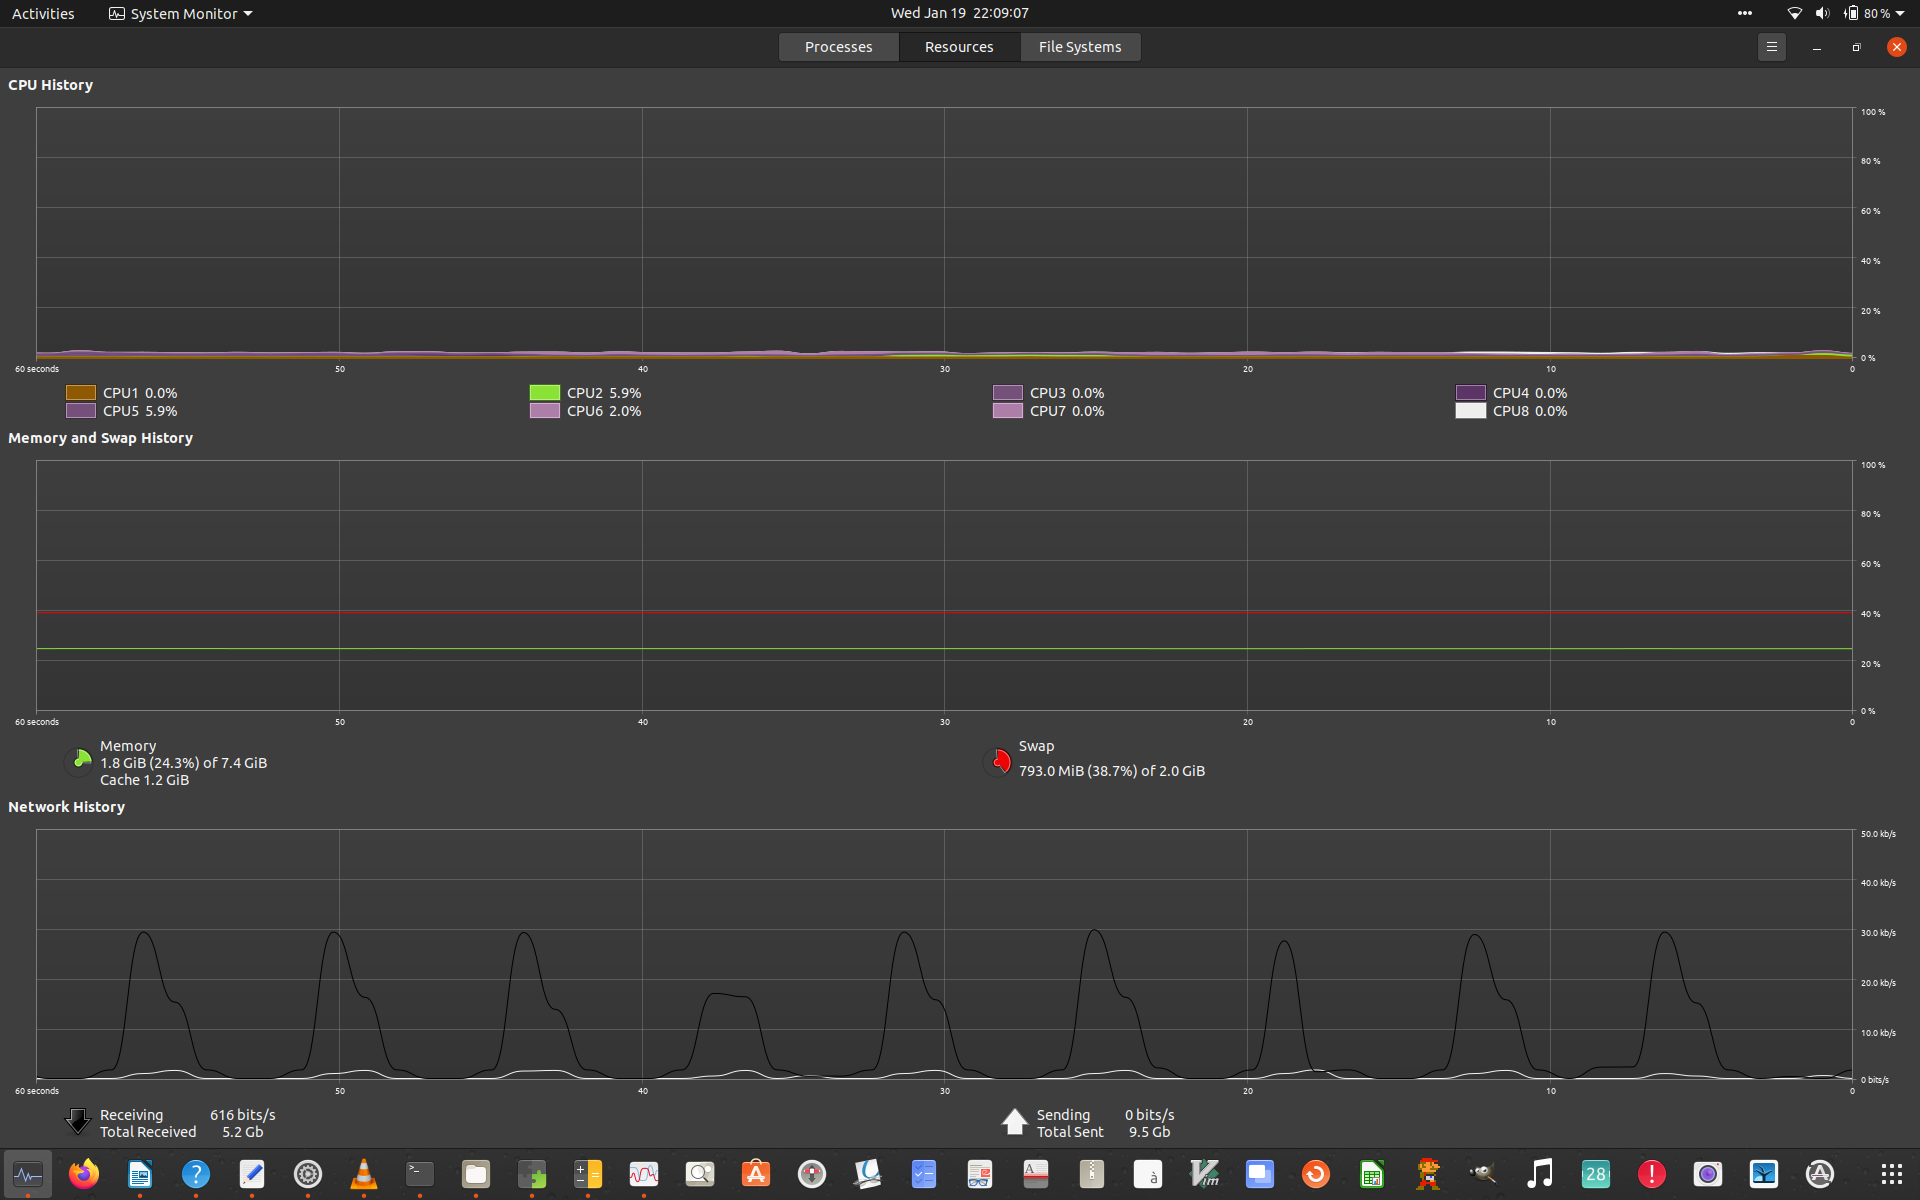 Activities
System Monitor
Wed Jan 19 22:09:07
80 %
Processes
Resources
File Systems
CPU History
100 %
80 %
60 %
40 %
20 %
0 %
60 seconds 50 40 30 20 10 0
CPU1 0.0% CPU2 5.9% CPU3 0.0% CPU4 0.0%
CPU5 5.9% CPU6 2.0% CPU7 0.0% CPU8 0.0%
Memory and Swap History
100 %
80 %
60 %
40 %
20 %
0 %
60 seconds 50 40 30 20 10 0
Memory
1.8 GiB (24.3%) of 7.4 GiB
Cache 1.2 GiB
Swap
793.0 MiB (38.7%) of 2.0 GiB
Network History
50.0 kb/s
40.0 kb/s
30.0 kb/s
20.0 kb/s
10.0 kb/s
0 bits/s
60 seconds 50 40 30 20 10 0
Receiving 616 bits/s
Total Received 5.2 Gb
Sending 0 bits/s
Total Sent 9.5 Gb
?
>_
A
à
Vim
28
!